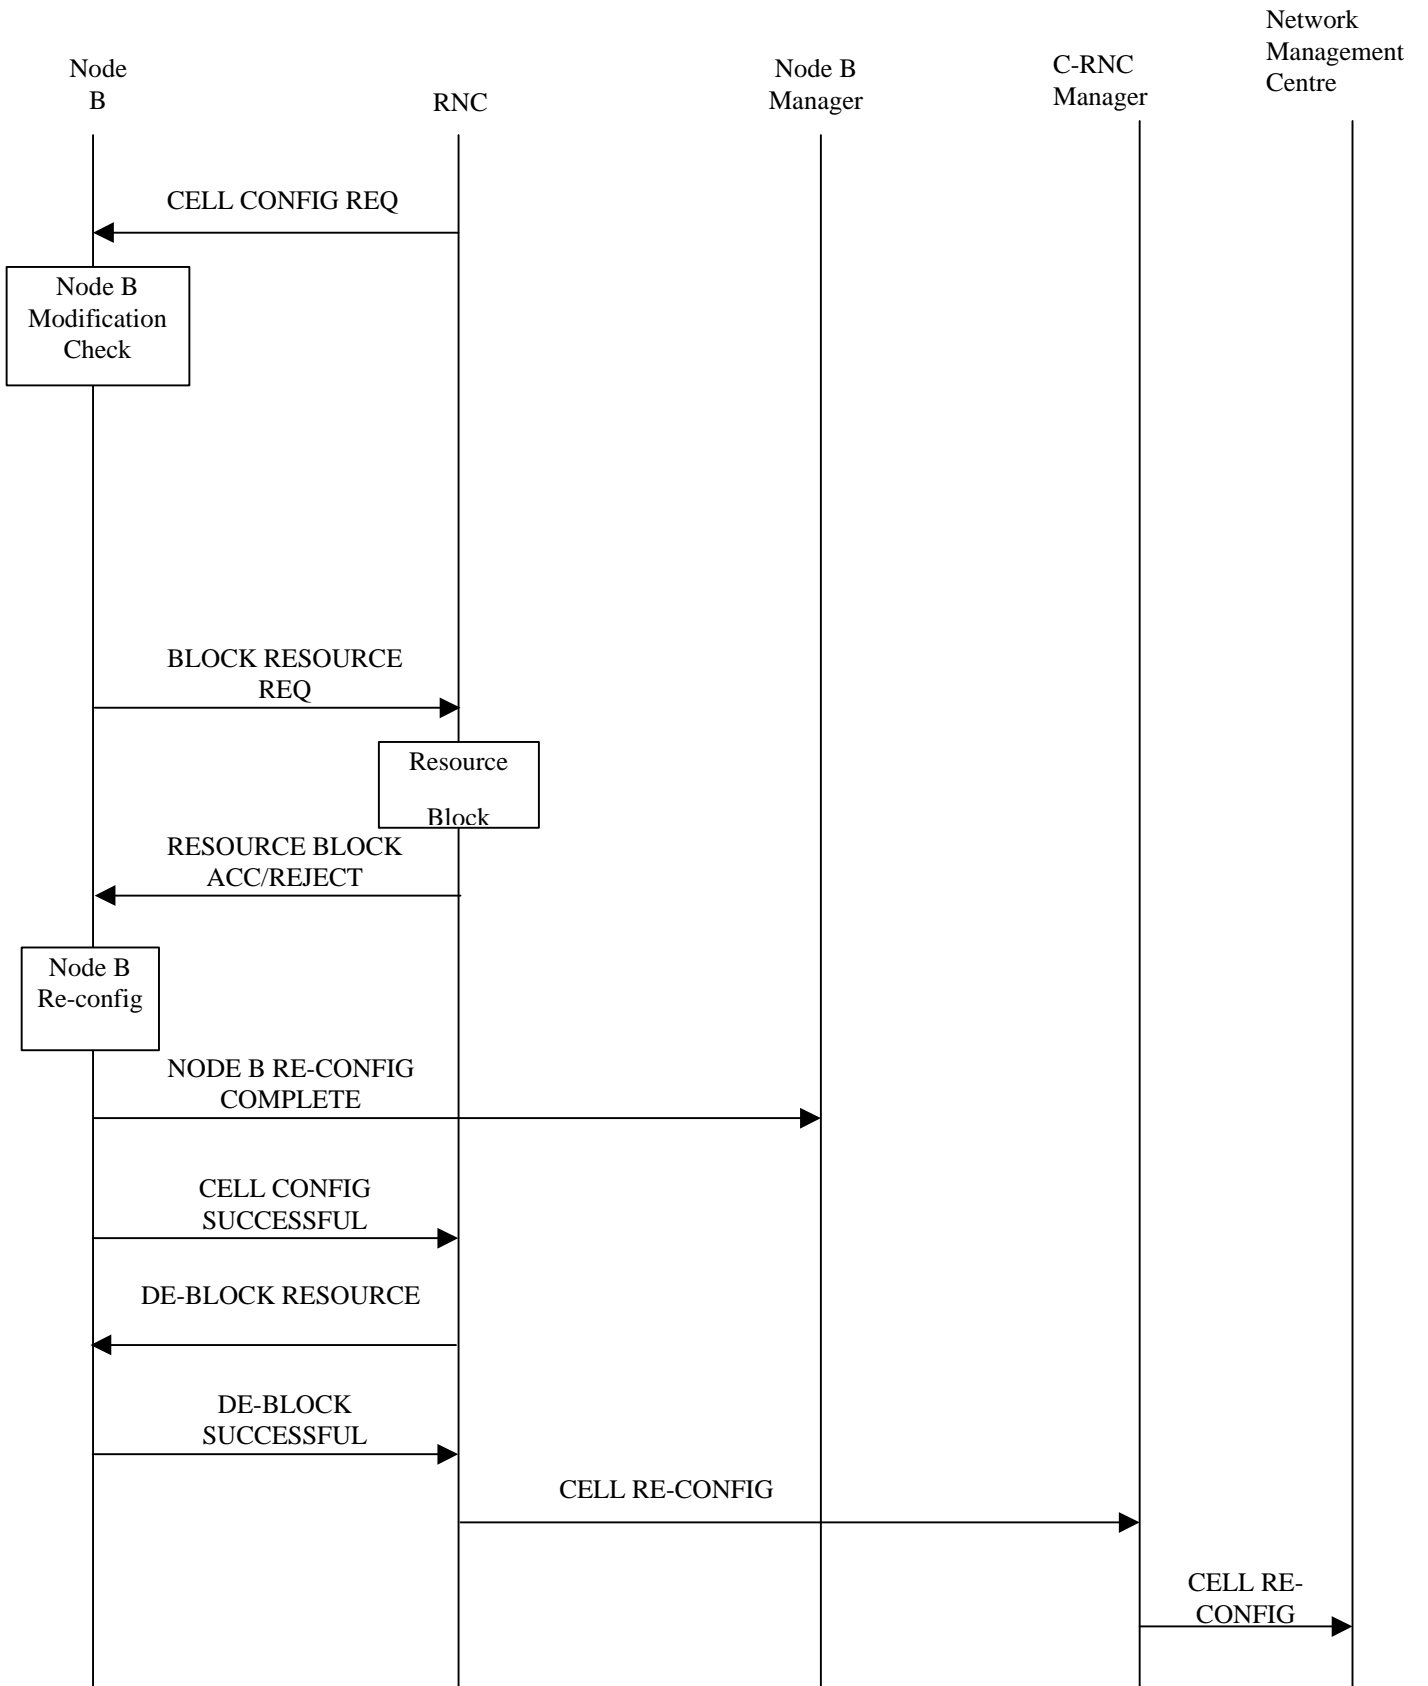 Network
Management
Centre
Node
B
RNC
Node B
Manager
C-RNC
Manager
CELL CONFIG REQ
Node B
Modification
Check
BLOCK RESOURCE
REQ
Resource
Block
RESOURCE BLOCK
ACC/REJECT
Node B
Re-config
NODE B RE-CONFIG
COMPLETE
CELL CONFIG
SUCCESSFUL
DE-BLOCK RESOURCE
DE-BLOCK
SUCCESSFUL
CELL RE-CONFIG
CELL RE-
CONFIG